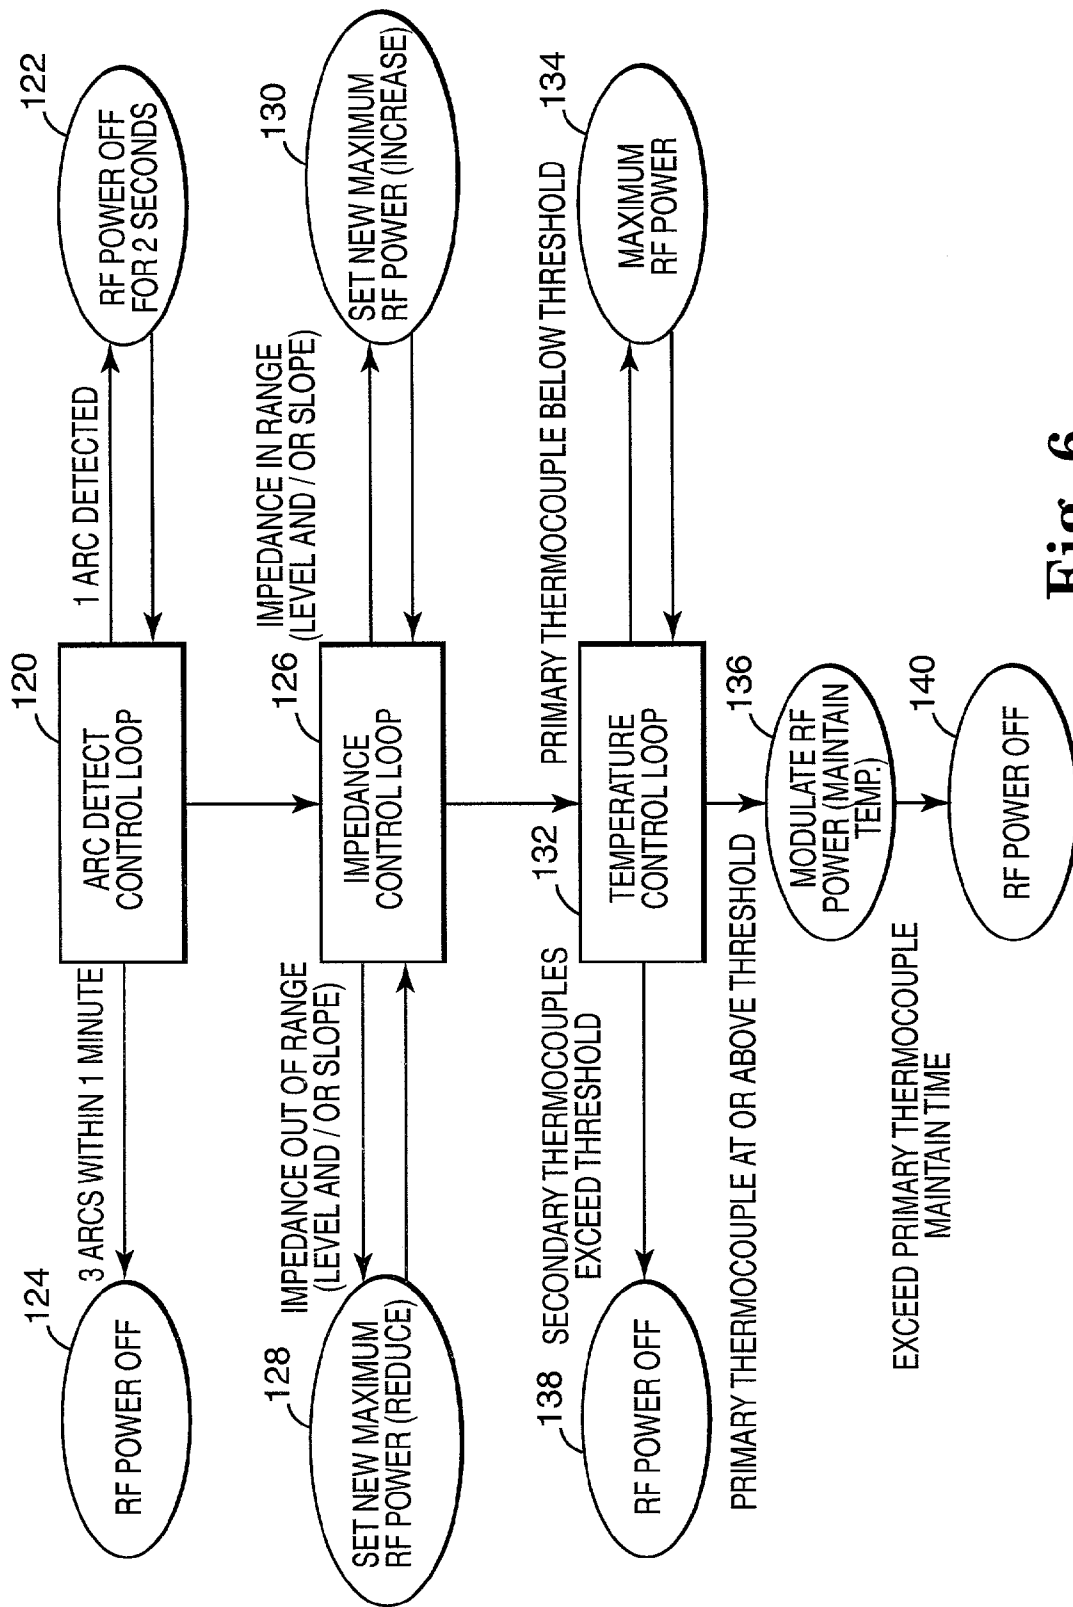 124
RF POWER OFF
3 ARCS WITHIN 1 MINUTE
120
ARC DETECT
CONTROL LOOP
1 ARC DETECTED
122
RF POWER OFF
FOR 2 SECONDS
128
SET NEW MAXIMUM
RF POWER (REDUCE)
IMPEDANCE OUT OF RANGE
(LEVEL AND / OR SLOPE)
126
IMPEDANCE
CONTROL LOOP
IMPEDANCE IN RANGE
(LEVEL AND / OR SLOPE)
130
SET NEW MAXIMUM
RF POWER (INCREASE)
138
RF POWER OFF
SECONDARY THERMOCOUPLES
EXCEED THRESHOLD
132
TEMPERATURE
CONTROL LOOP
PRIMARY THERMOCOUPLE BELOW THRESHOLD
134
MAXIMUM
RF POWER
PRIMARY THERMOCOUPLE AT OR ABOVE THRESHOLD
136
MODULATE RF
POWER (MAINTAIN
TEMP.)
EXCEED PRIMARY THERMOCOUPLE
MAINTAIN TIME
140
RF POWER OFF
Fig. 6